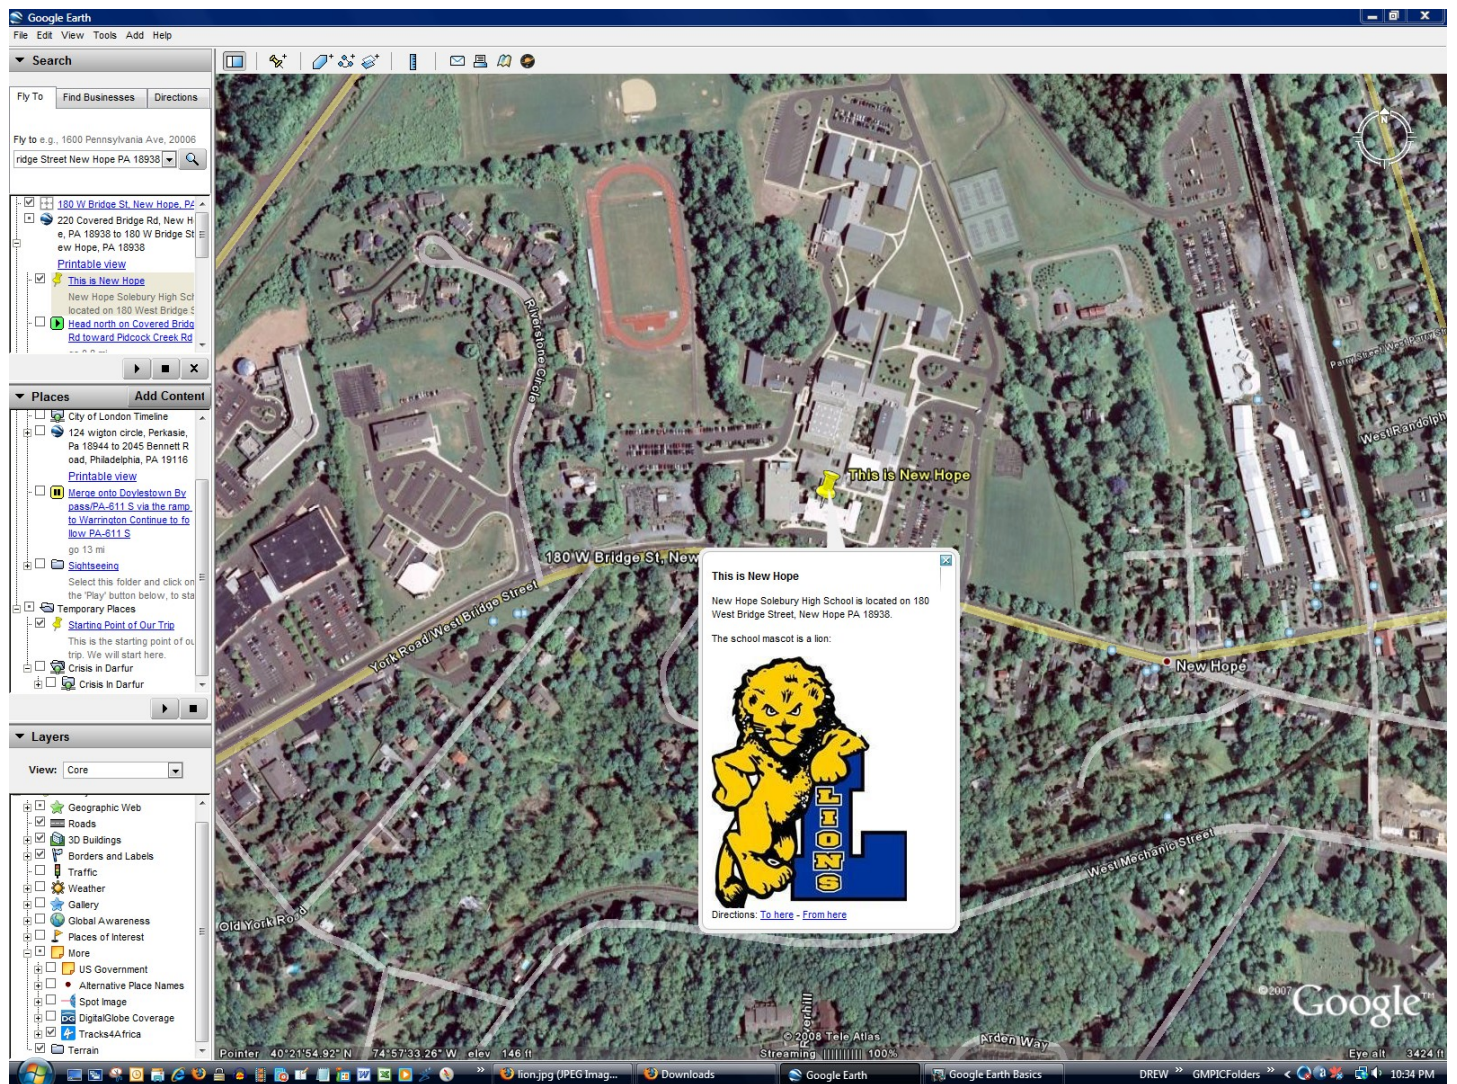 Google Earth
File Edit View Tools Add Help
Search
Fly To Find Businesses Directions
Fly to e.g., 1600 Pennsylvania Ave, 20006
ridge Street New Hope PA 18938
180 W Bridge St, New Hope, PA
220 Covered Bridge Rd, New H
e, PA 18938 to 180 W Bridge St
ew Hope, PA 18938
Printable view
This is New Hope
New Hope Solebury High Sch
located on 180 West Bridge S
Head north on Covered Bridg
Rd toward Pidcock Creek Rd
Places Add Content
City of London Timeline
124 wigton circle, Perkasie,
Pa 18944 to 2045 Bennett R
oad, Philadelphia, PA 19116
Printable view
Merge onto Doylestown By
pass/PA-611 S via the ramp
to Warrington Continue to fo
llow PA-611 S
go 13 mi
Sightseeing
Select this folder and click on
the 'Play' button below, to sta
Temporary Places
Starting Point of Our Trip
This is the starting point of ou
trip. We will start here.
Crisis in Darfur
Crisis In Darfur
Layers
View: Core
Geographic Web
Roads
3D Buildings
Borders and Labels
Traffic
Weather
Gallery
Global Awareness
Places of Interest
More
US Government
Alternative Place Names
Spot Image
DigitalGlobe Coverage
Tracks4Africa
Terrain
N
Riverstone Circle
Parry Street/West Parry Str
West Randolph
This is New Hope
180 W Bridge St, New
York Road/West Bridge Street
New Hope
This is New Hope
New Hope Solebury High School is located on 180
West Bridge Street, New Hope PA 18938.
The school mascot is a lion:
LIONS
Directions: To here - From here
West Mechanic Street
Old York Road
Riverhill
Arden Way
©2007 Google™
© 2008 Tele Atlas
Pointer 40°21'54.92" N 74°57'33.26" W elev 146 ft
Streaming |||||||||| 100%
Eye alt 3424 ft
lion.jpg (JPEG Imag...
Downloads
Google Earth
Google Earth Basics
DREW
GMPICFolders
10:34 PM